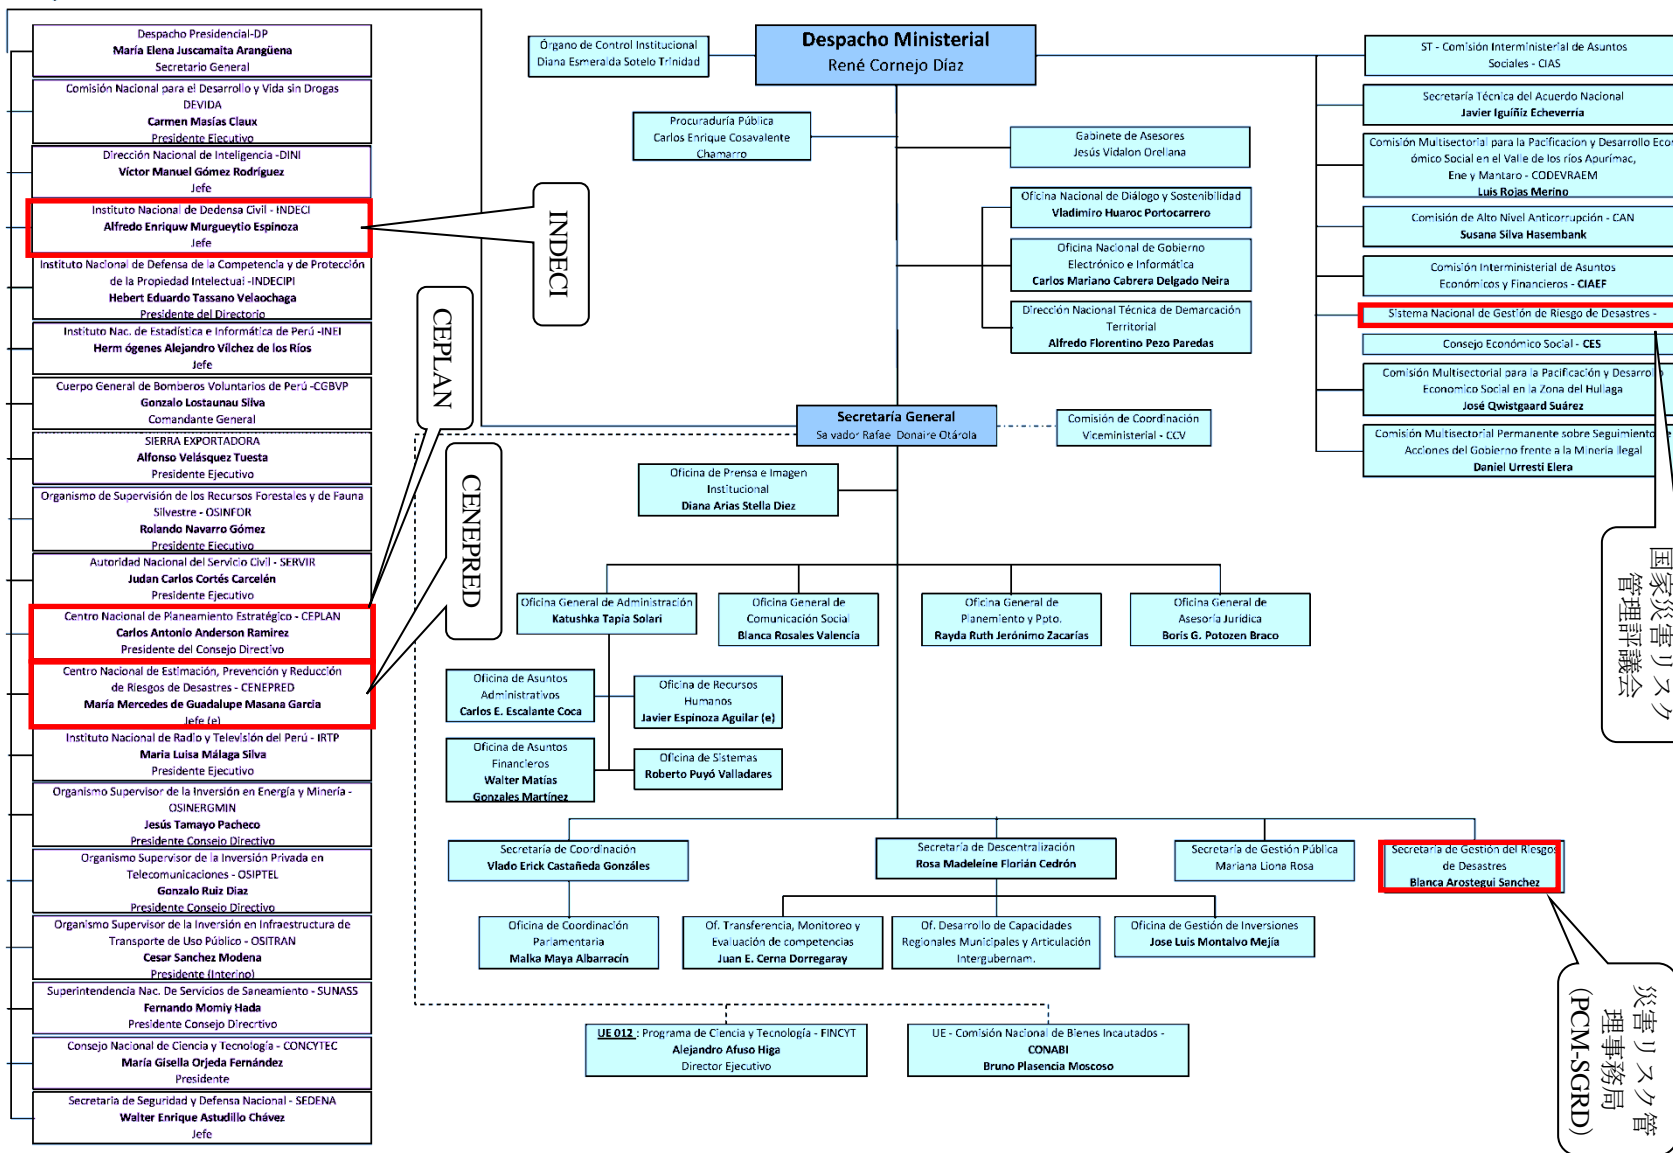 Despacho Presidencial-DP
María Elena Juscamaita Arangüena
Secretario General
Comisión Nacional para el Desarrollo y Vida sin Drogas
DEVIDA
Carmen Masías Claux
Presidente Ejecutivo
Dirección Nacional de Inteligencia -DINI
Víctor Manuel Gómez Rodríguez
Jefe
Instituto Nacional de Dedensa Civil - INDECI
Alfredo Enriquw Murgueytio Espinoza
Jefe
Instituto Nacional de Defensa de la Competencia y de Protección
de la Propiedad Intelectual -INDECIPI
Hebert Eduardo Tassano Velaochaga
Presidente del Directorio
Instituto Nac. de Estadística e Informática de Perú -INEI
Herm ógenes Alejandro Vílchez de los Ríos
Jefe
Cuerpo General de Bomberos Voluntarios de Perú -CGBVP
Gonzalo Lostaunau Silva
Comandante General
SIERRA EXPORTADORA
Alfonso Velásquez Tuesta
Presidente Ejecutivo
Organismo de Supervisión de los Recursos Forestales y de Fauna
Silvestre - OSINFOR
Rolando Navarro Gómez
Presidente Ejecutivo
Autoridad Nacional del Servicio Civil - SERVIR
Judan Carlos Cortés Carcelén
Presidente Ejecutivo
Centro Nacional de Planeamiento Estratégico - CEPLAN
Carlos Antonio Anderson Ramirez
Presidente del Consejo Directivo
Centro Nacional de Estimación, Prevención y Reducción
de Riesgos de Desastres - CENEPRED
María Mercedes de Guadalupe Masana Garcia
Jefe (e)
Instituto Nacional de Radio y Televisión del Perú - IRTP
Maria Luisa Málaga Silva
Presidente Ejecutivo
Organismo Supervisor de la Inversión en Energía y Minería -
OSINERGMIN
Jesús Tamayo Pacheco
Presidente Consejo Directivo
Organismo Supervisor de la Inversión Privada en
Telecomunicaciones - OSIPTEL
Gonzalo Ruiz Diaz
Presidente Consejo Directivo
Organismo Supervisor de la Inversión en Infraestructura de
Transporte de Uso Público - OSITRAN
Cesar Sanchez Modena
Presidente (Interino)
Superintendencia Nac. De Servicios de Saneamiento - SUNASS
Fernando Momiy Hada
Presidente Consejo Direcrtivo
Consejo Nacional de Ciencia y Tecnología - CONCYTEC
María Gisella Orjeda Fernández
Presidente
Secretaria de Seguridad y Defensa Nacional - SEDENA
Walter Enrique Astudillo Chávez
Jefe
INDECI
CEPLAN
CENEPRED
Órgano de Control Institucional
Diana Esmeralda Sotelo Trinidad
Despacho Ministerial
René Cornejo Díaz
Procuraduría Pública
Carlos Enrique Cosavalente
Chamarro
Gabinete de Asesores
Jesús Vidalon Orellana
Oficina Nacional de Diálogo y Sostenibilidad
Vladimiro Huaroc Portocarrero
Oficina Nacional de Gobierno
Electrónico e Informática
Carlos Mariano Cabrera Delgado Neira
Dirección Nacional Técnica de Demarcación
Territorial
Alfredo Florentino Pezo Paredas
Secretaría General
Salvador Rafael Donaire Otárola
Comisión de Coordinación
Viceministerial - CCV
Oficina de Prensa e Imagen
Institucional
Diana Arias Stella Diez
Oficina General de Administración
Katushka Tapia Solari
Oficina General de
Comunicación Social
Blanca Rosales Valencia
Oficina General de
Planemiento y Ppto.
Rayda Ruth Jerónimo Zacarías
Oficina General de
Asesoría Jurídica
Boris G. Potozen Braco
Oficina de Asuntos
Administrativos
Carlos E. Escalante Coca
Oficina de Recursos
Humanos
Javier Espínoza Aguilar (e)
Oficina de Asuntos
Financieros
Walter Matías
Gonzales Martínez
Oficina de Sistemas
Roberto Puyó Valladares
Secretaría de Coordinación
Vlado Erick Castañeda Gonzáles
Secretaría de Descentralización
Rosa Madeleine Florián Cedrón
Secretaría de Gestión Pública
Mariana Liona Rosa
Secretaría de Gestión del Riesgos
de Desastres
Blanca Arostegui Sanchez
Oficina de Coordinación
Parlamentaria
Malka Maya Albarracín
Of. Transferencia, Monitoreo y
Evaluación de competencias
Juan E. Cerna Dorregaray
Of. Desarrollo de Capacidades
Regionales Municipales y Articulación
Intergubernam.
Oficina de Gestión de Inversiones
Jose Luis Montalvo Mejía
UE 012 : Programa de Ciencia y Tecnología - FINCYT
Alejandro Afuso Higa
Director Ejecutivo
UE - Comisión Nacional de Bienes Incautados -
CONABI
Bruno Plasencia Moscoso
ST - Comisión Interministerial de Asuntos
Sociales - CIAS
Secretaría Técnica del Acuerdo Nacional
Javier Iguiñiz Echeverría
Comisión Multisectorial para la Pacificacion y Desarrollo Econ
ómico Social en el Valle de los ríos Apurímac,
Ene y Mantaro - CODEVRAEM
Luis Rojas Merino
Comisión de Alto Nivel Anticorrupción - CAN
Susana Silva Hasembank
Comisión Interministerial de Asuntos
Económicos y Financieros - CIAEF
Sistema Nacional de Gestión de Riesgo de Desastres -
Consejo Económico Social - CES
Comisión Multisectorial para la Pacificación y Desarrollo
Economico Social en la Zona del Hullaga
José Qwistgaard Suárez
Comisión Multisectorial Permanente sobre Seguimiento de
Acciones del Gobierno frente a la Minería Ilegal
Daniel Urresti Elera
国家災害リスク
管理評議会
災害リスク管
理事務局
(PCM-SGRD)